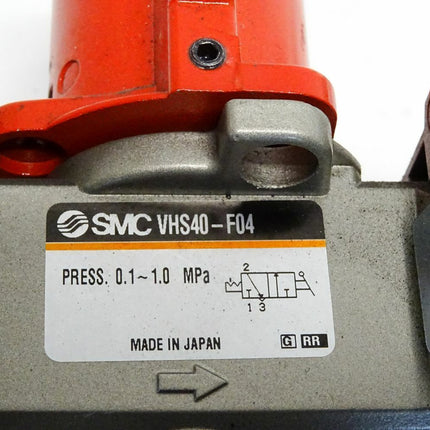 SMC VHS40-F04
PRESS. 0.1~1.0 MPa
2
1 3
MADE IN JAPAN G RR